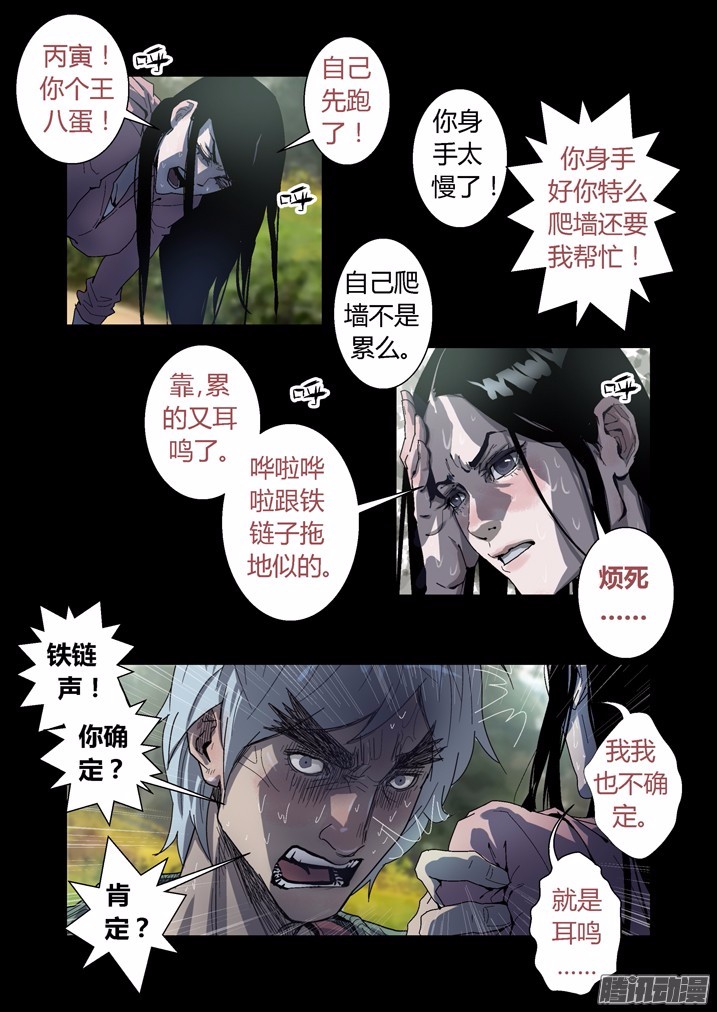 丙寅！
你个王
八蛋！
呼
自己
先跑
了！
呼
你身
手太
慢了！
你身手
好你特么
爬墙还要
我帮忙！
自己爬
墙不是
累么。
靠,累
的又耳
鸣了。
呼
呼
哗啦哗
啦跟铁
链子拖
地似的。
烦死
......
铁链
声！
你确
定？
肯
定？
我我
也不确
定。
就是
耳鸣
......
腾讯动漫